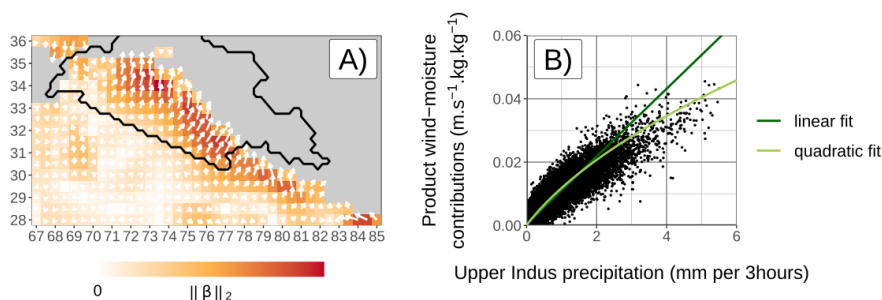 A)
36
35
34
33
32
31
30
29
28
67 68 69 70 71 72 73 74 75 76 77 78 79 80 81 82 83 84 85
0
|| β || 2
B)
Product wind−moisture
contributions (m.s⁻¹.kg.kg⁻¹)
0.06
0.04
0.02
0.00
0 2 4 6
Upper Indus precipitation (mm per 3hours)
linear fit
quadratic fit